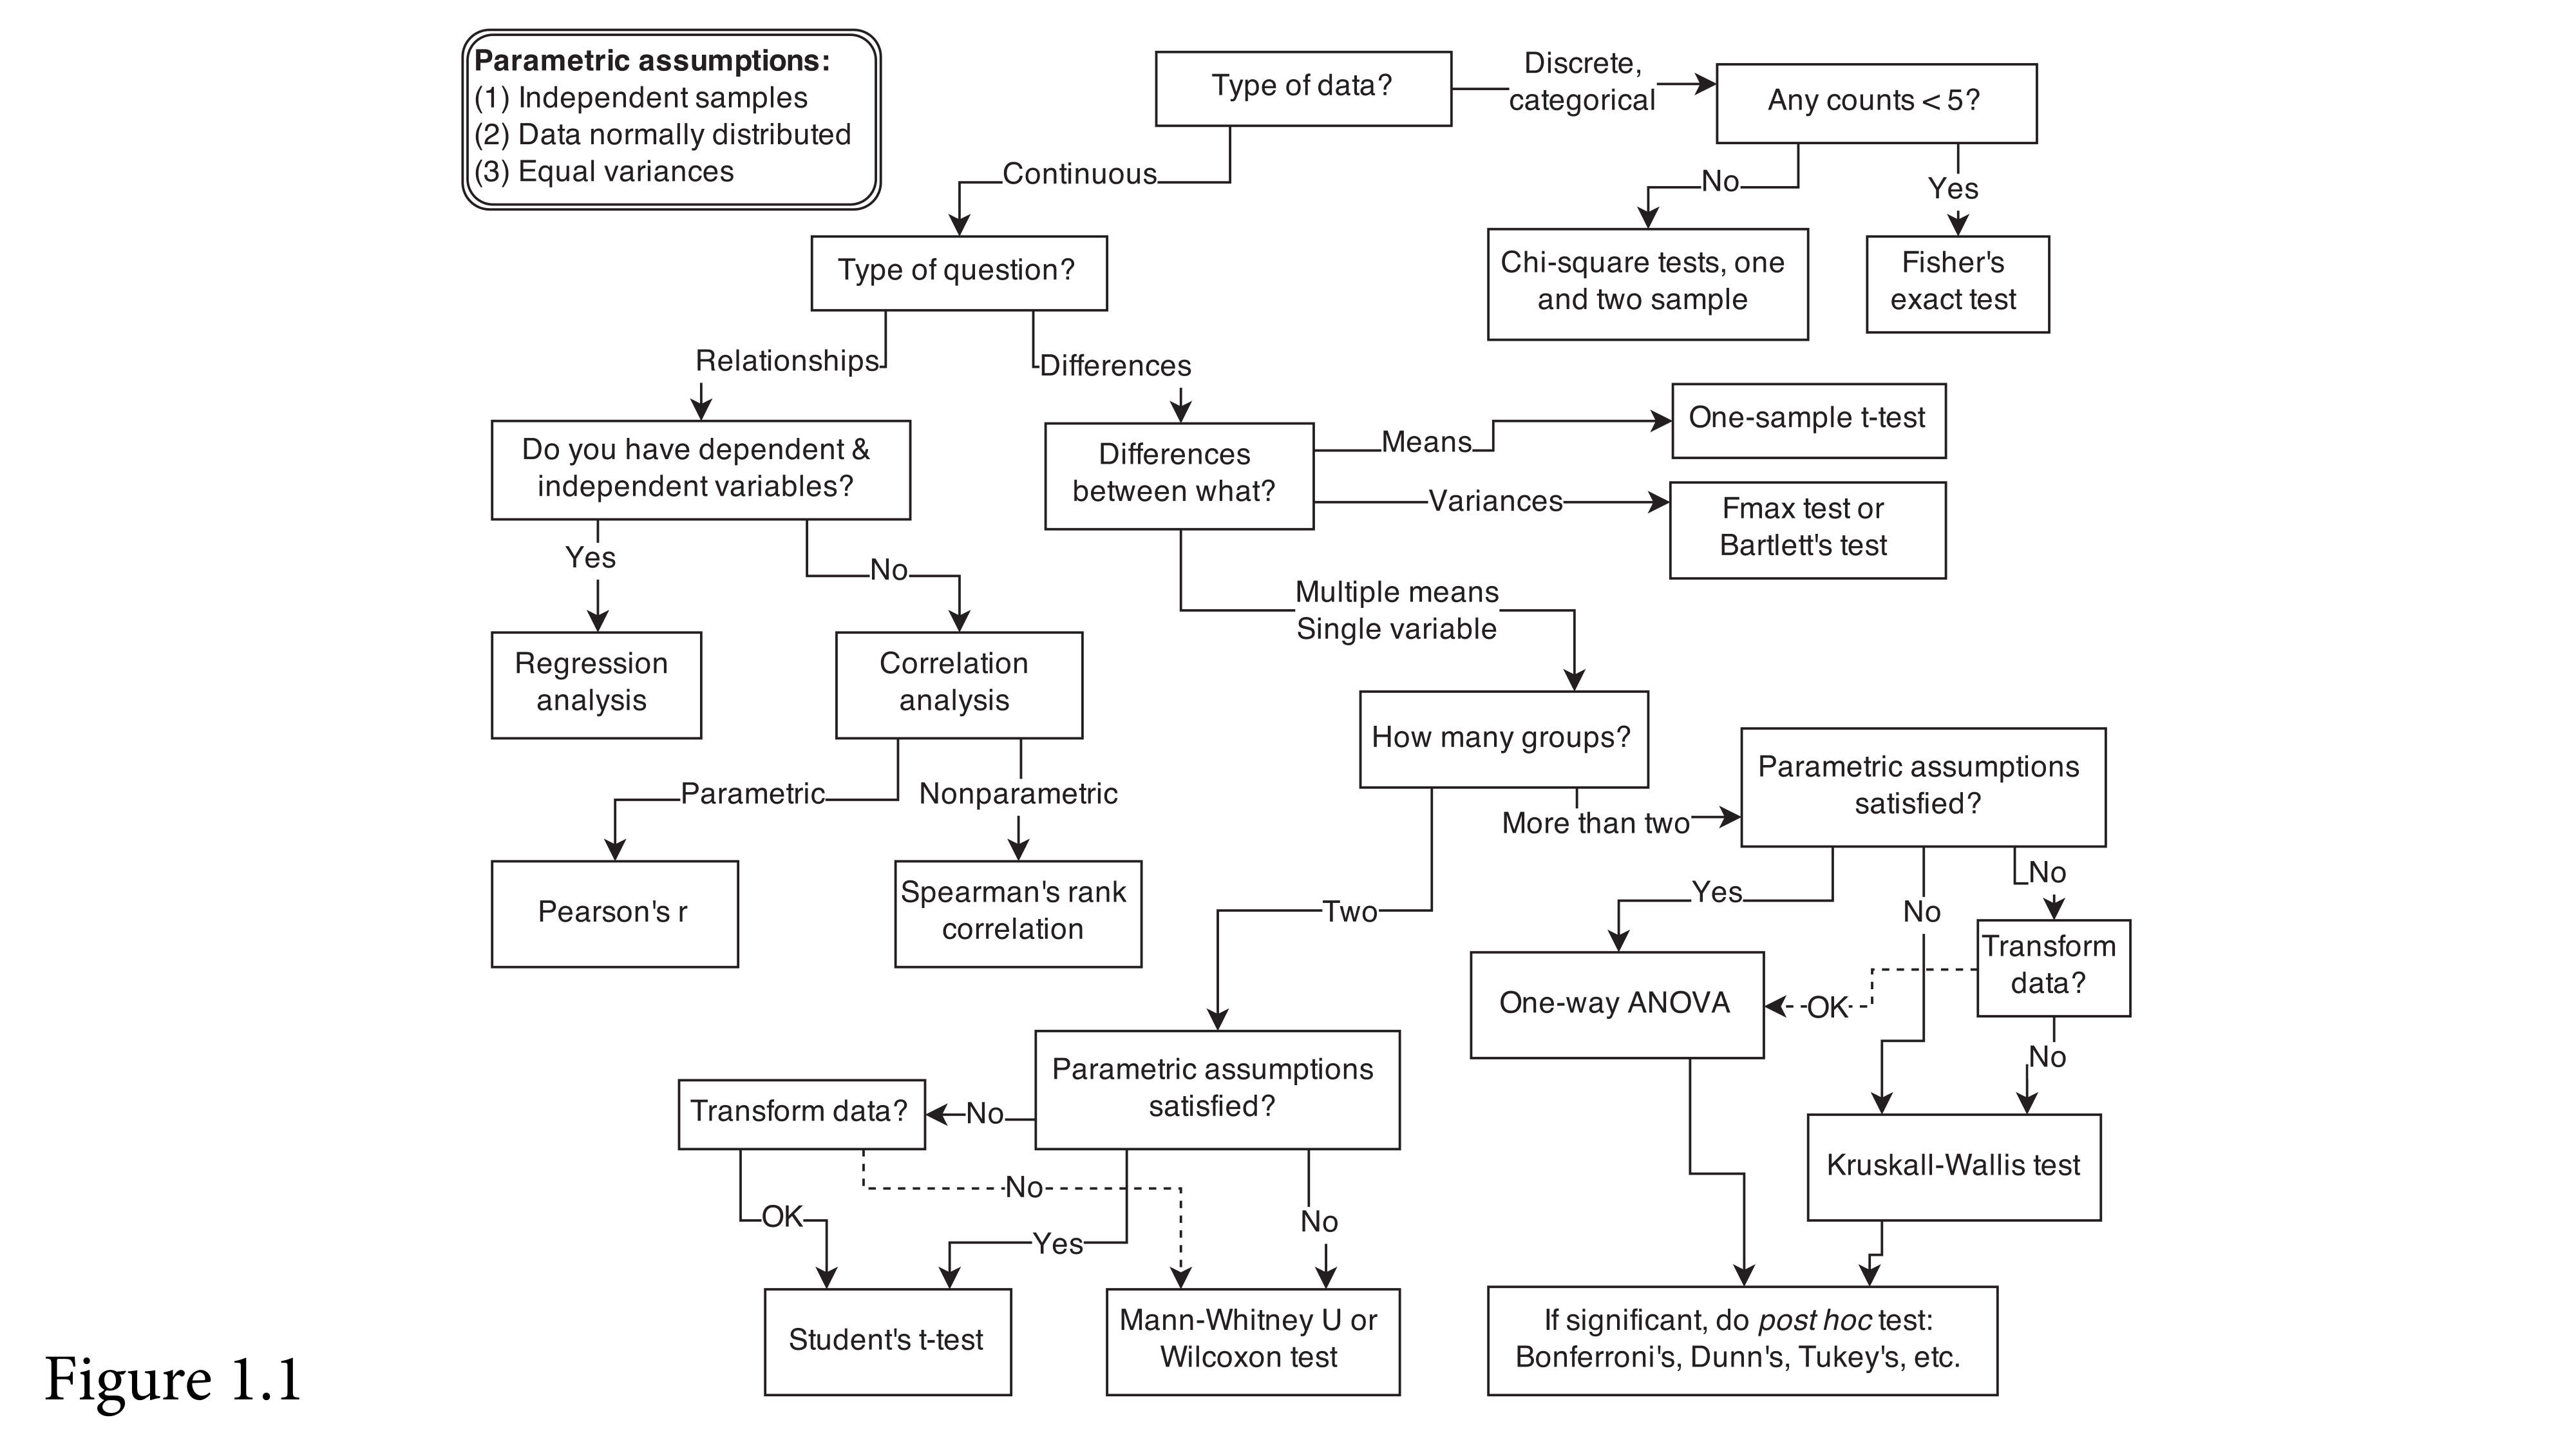 Parametric assumptions:
(1) Independent samples
(2) Data normally distributed
(3) Equal variances
Type of data?
Discrete,
categorical
Any counts < 5?
Continuous
No
Yes
Type of question?
Chi-square tests, one
and two sample
Fisher's
exact test
Relationships
Differences
Do you have dependent &
independent variables?
Differences
between what?
Means
One-sample t-test
Variances
Fmax test or
Bartlett's test
Yes
No
Multiple means
Single variable
Regression
analysis
Correlation
analysis
How many groups?
Parametric
Nonparametric
More than two
Parametric assumptions
satisfied?
Pearson's r
Spearman's rank
correlation
Two
Yes
No
No
Transform
data?
One-way ANOVA
OK
No
Parametric assumptions
satisfied?
No
Transform data?
Kruskall-Wallis test
OK
No
Yes
No
Student's t-test
Mann-Whitney U or
Wilcoxon test
If significant, do post hoc test:
Bonferroni's, Dunn's, Tukey's, etc.
Figure 1.1